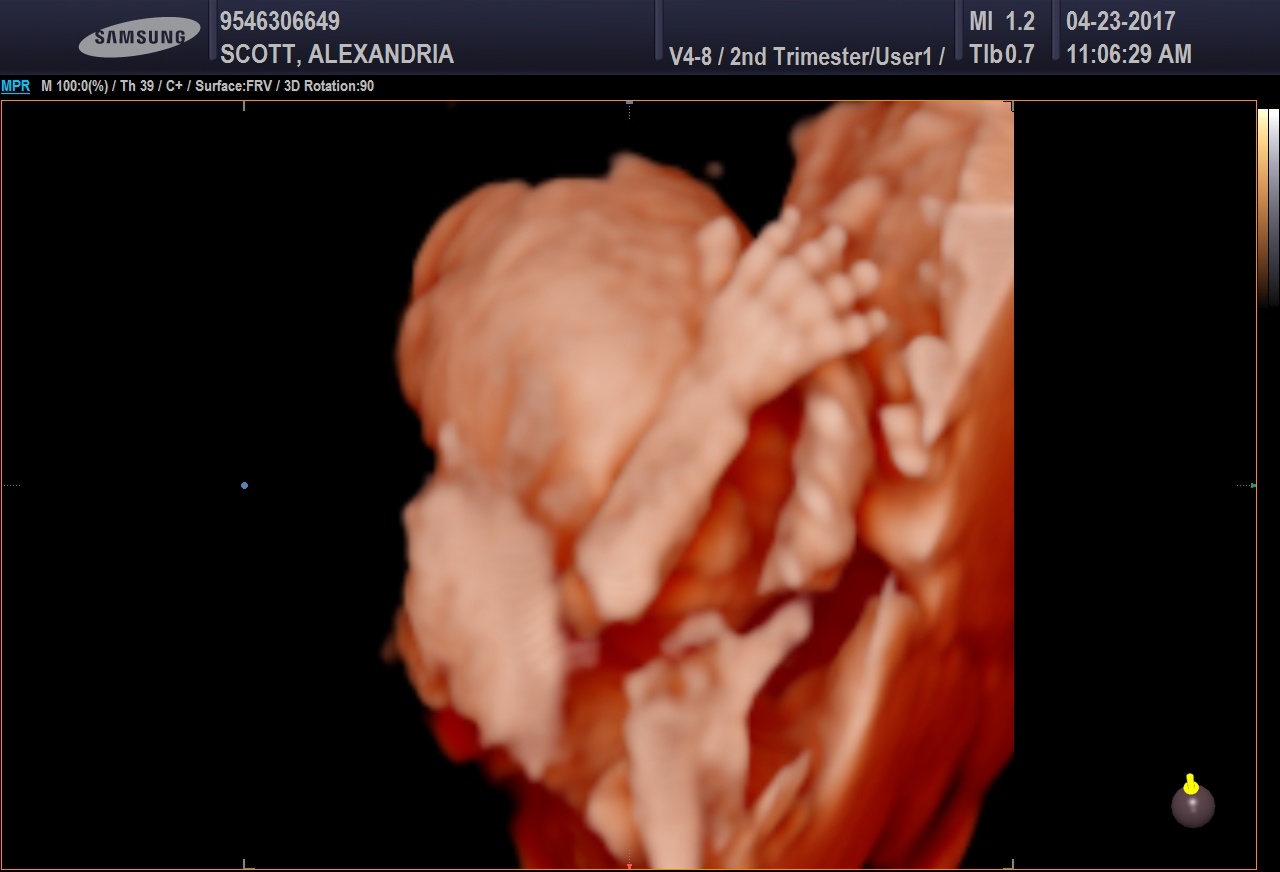 SAMSUNG
9546306649
SCOTT, ALEXANDRIA
V4-8 / 2nd Trimester/User1 /
MI 1.2
TIb 0.7
04-23-2017
11:06:29 AM
MPR M 100:0(%) / Th 39 / C+ / Surface:FRV / 3D Rotation:90